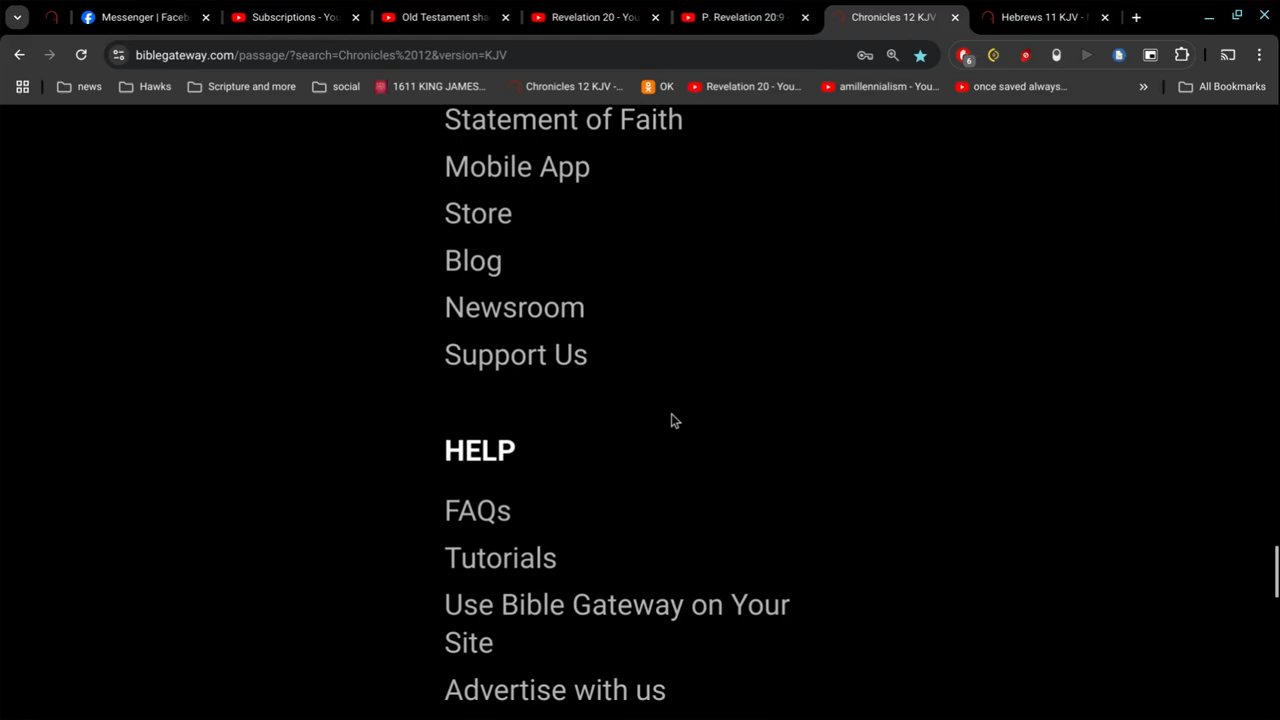 Messenger | Faceb
Subscriptions - You
Old Testament sha
Revelation 20 - You
P. Revelation 20:9
Chronicles 12 KJV
Hebrews 11 KJV -
biblegateway.com/passage/?search=Chronicles%2012&version=KJV
6
news
Hawks
Scripture and more
social
1611 KING JAMES...
Chronicles 12 KJV -...
OK
Revelation 20 - You...
amillennialism - You...
once saved always...
All Bookmarks
Statement of Faith
Mobile App
Store
Blog
Newsroom
Support Us
HELP
FAQs
Tutorials
Use Bible Gateway on Your
Site
Advertise with us